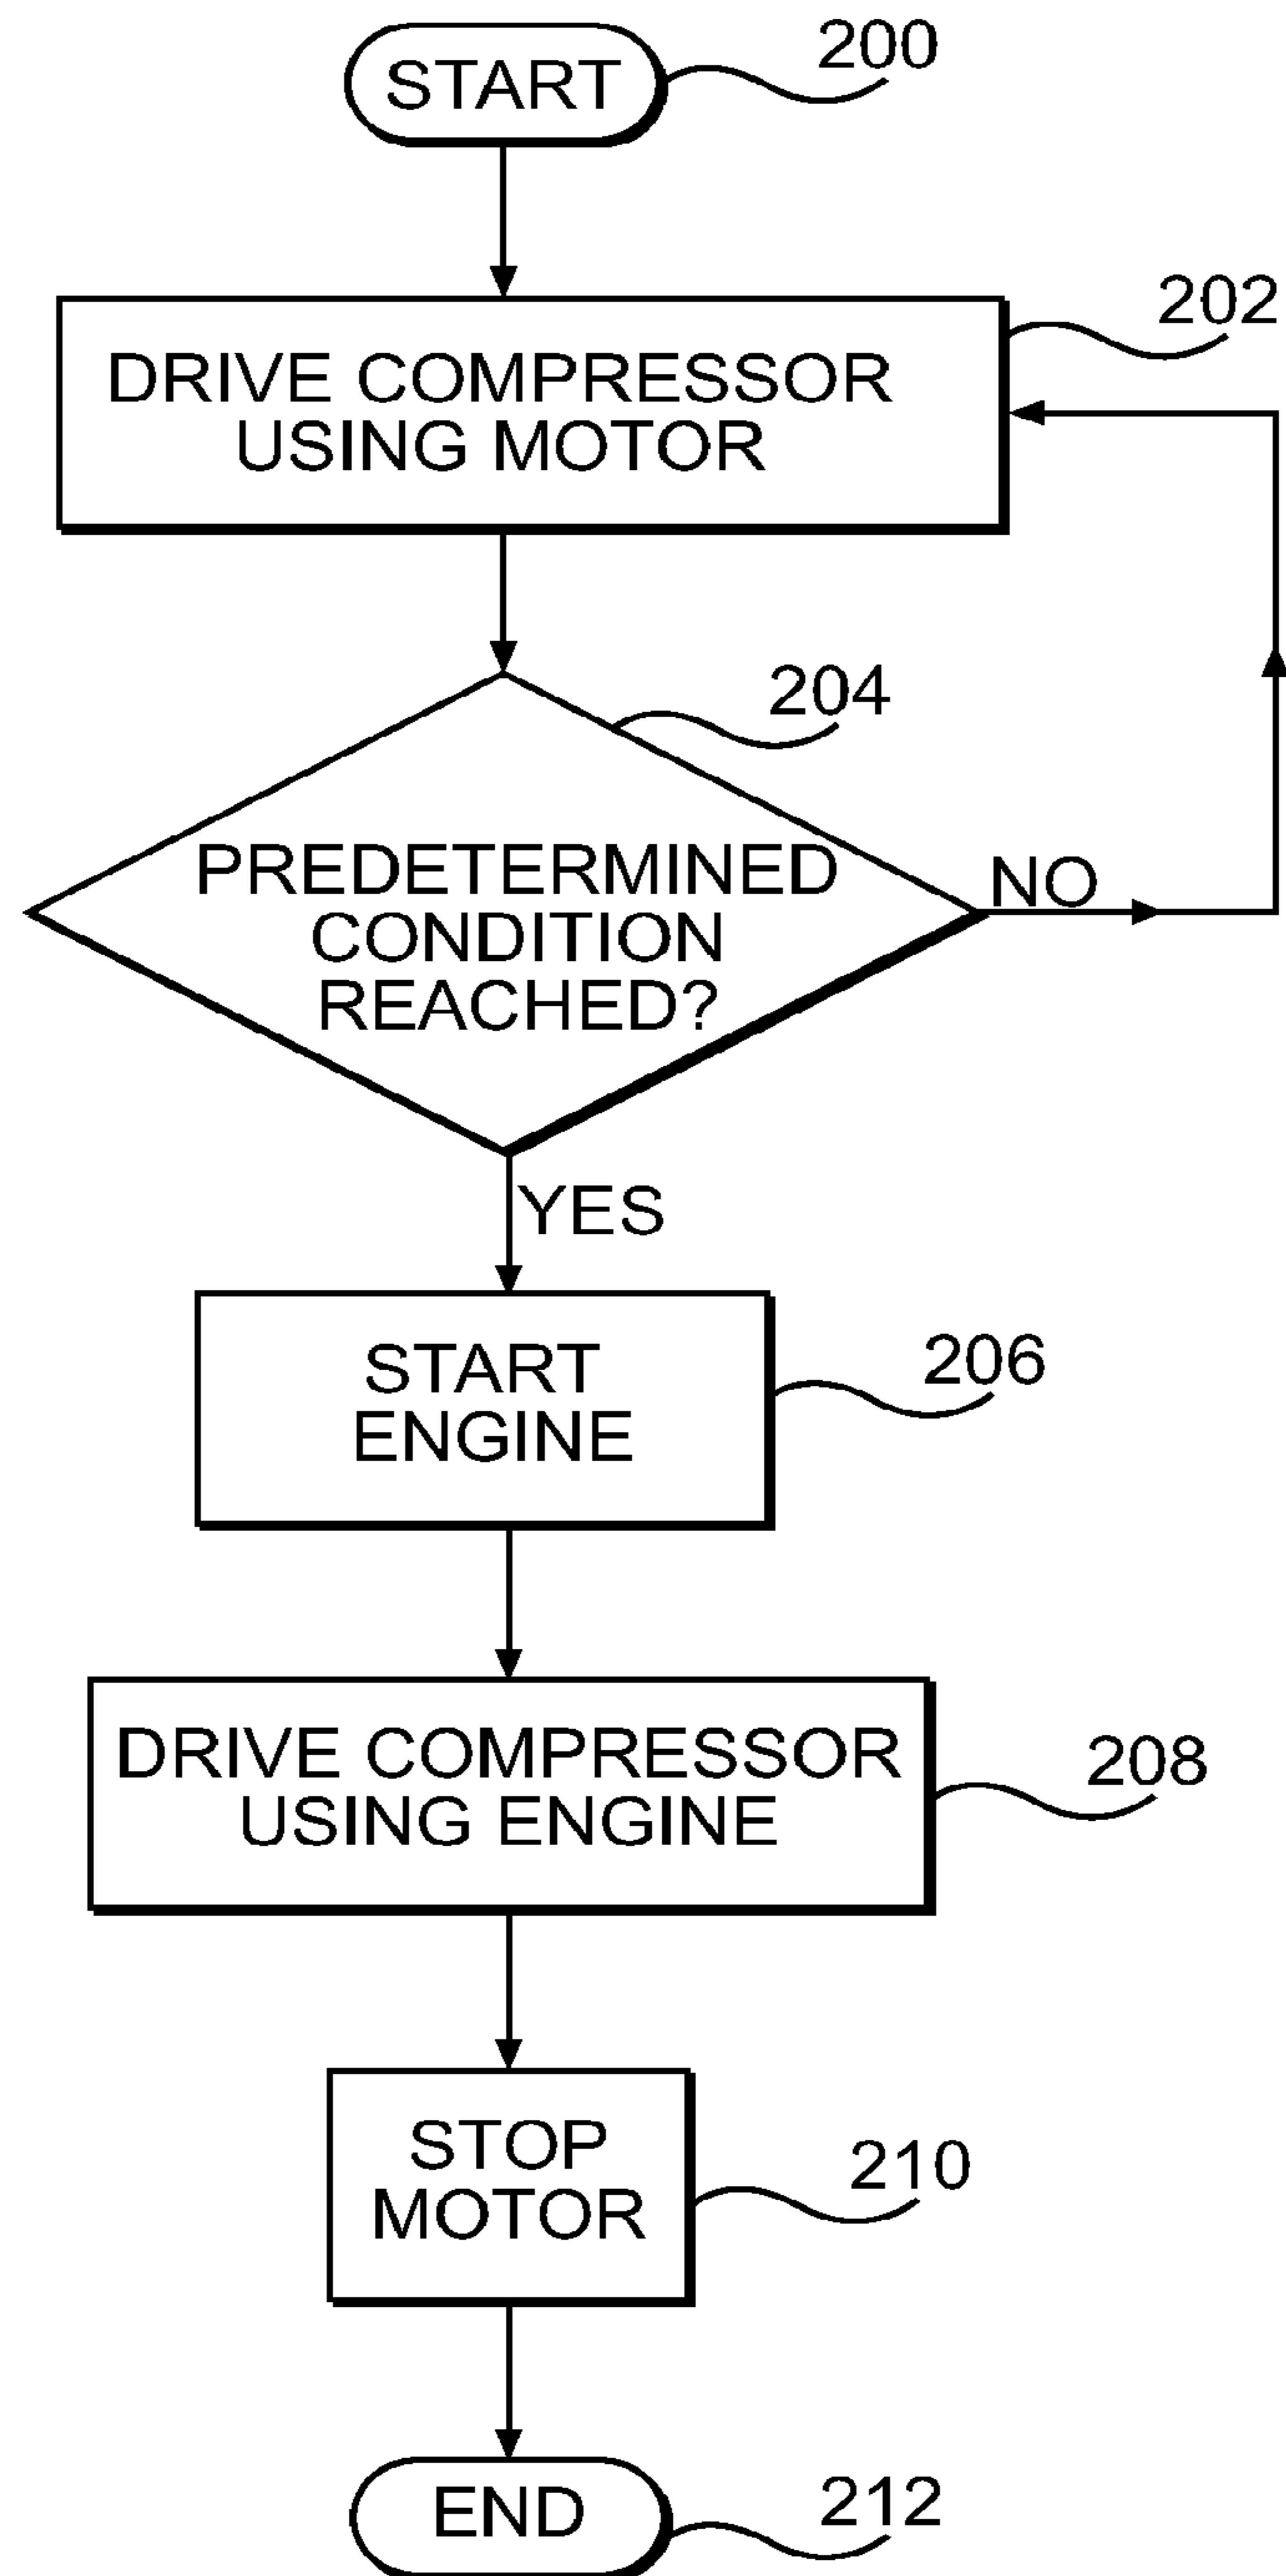 START
200
202
DRIVE COMPRESSOR
USING MOTOR
204
PREDETERMINED
CONDITION
REACHED?
NO
YES
START
ENGINE
206
DRIVE COMPRESSOR
USING ENGINE
208
STOP
MOTOR
210
END
212